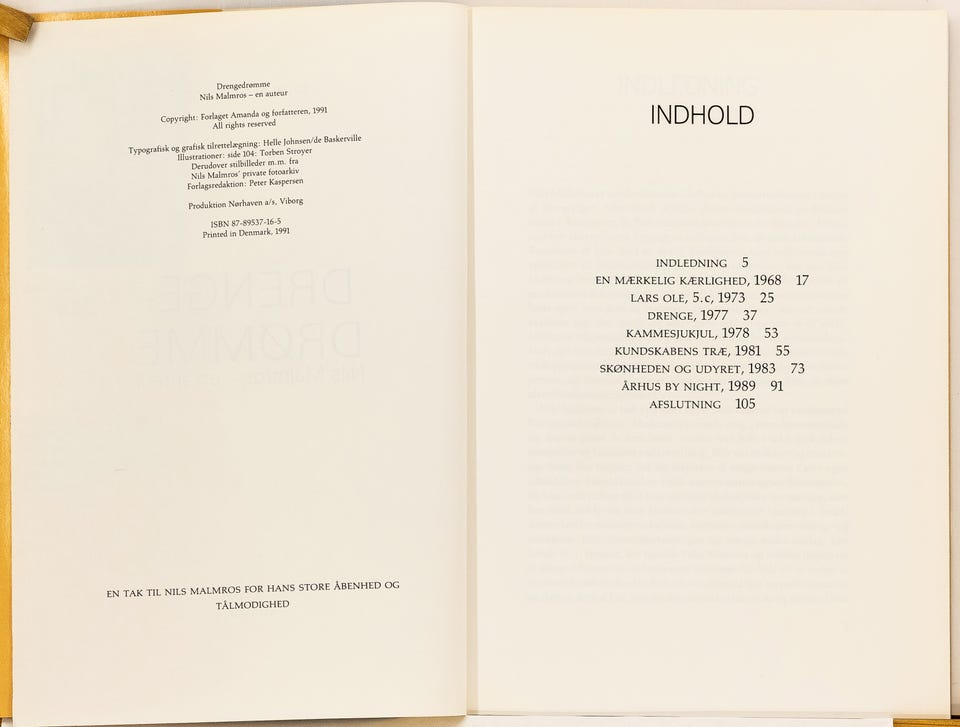 Drengedrømme
Nils Malmros – en auteur
Copyright: Forlaget Amanda og forfatteren, 1991
All rights reserved
Typografisk og grafisk tilrettelægning: Helle Johnsen/de Baskerville
Illustrationer: side 104: Torben Strøyer
Derudover stilbilleder m.m. fra
Nils Malmros' private fotoarkiv
Forlagsredaktion: Peter Kaspersen
Produktion Nørhaven a/s, Viborg
ISBN 87-89537-16-5
Printed in Denmark, 1991
EN TAK TIL NILS MALMROS FOR HANS STORE ÅBENHED OG
TÅLMODIGHED
INDHOLD
INDLEDNING 5
EN MÆRKELIG KÆRLIGHED, 1968 17
LARS OLE, 5.c, 1973 25
DRENGE, 1977 37
KAMMESJUKJUL, 1978 53
KUNDSKABENS TRÆ, 1981 55
SKØNHEDEN OG UDYRET, 1983 73
ÅRHUS BY NIGHT, 1989 91
AFSLUTNING 105